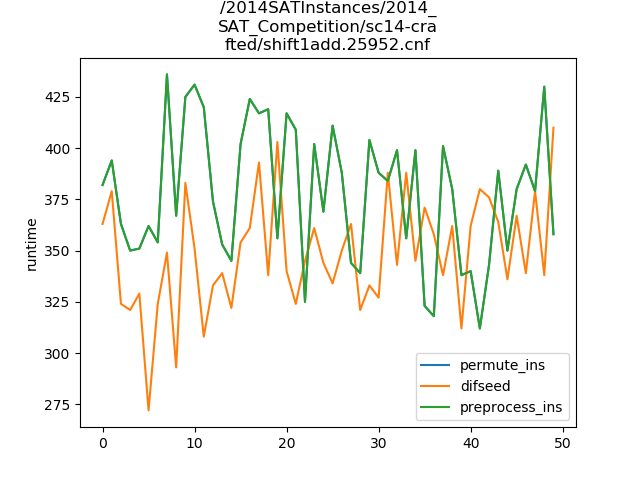 /2014SATInstances/2014_
SAT_Competition/sc14-cra
fted/shift1add.25952.cnf
425
400
375
350
325
300
275
runtime
permute_ins
difseed
preprocess_ins
0
10
20
30
40
50